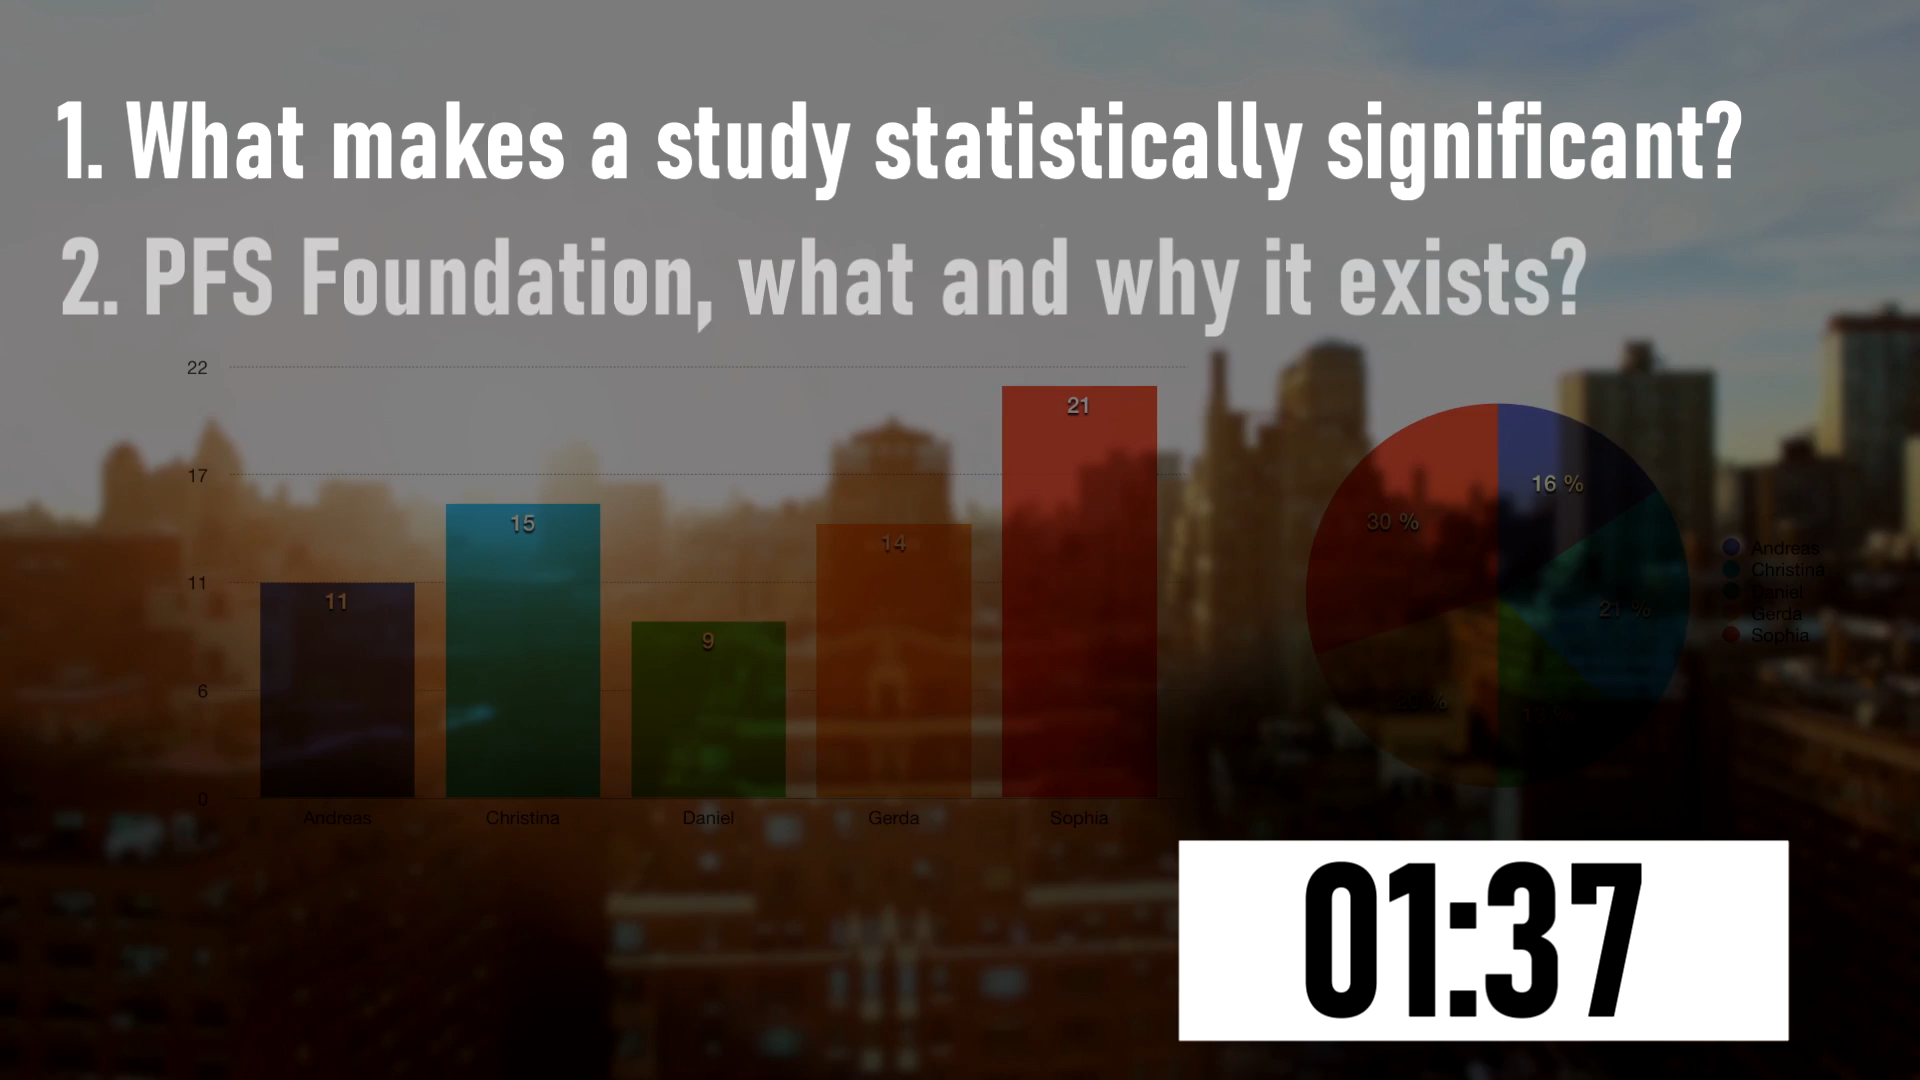 1. What makes a study statistically significant?
2. PFS Foundation, what and why it exists?
22
21
17
16 %
30 %
15
14
Andreas
Christina
Daniel
Gerda
Sophia
11
11
21 %
9
6
0
Andreas
Christina
Daniel
Gerda
Sophia
01:37